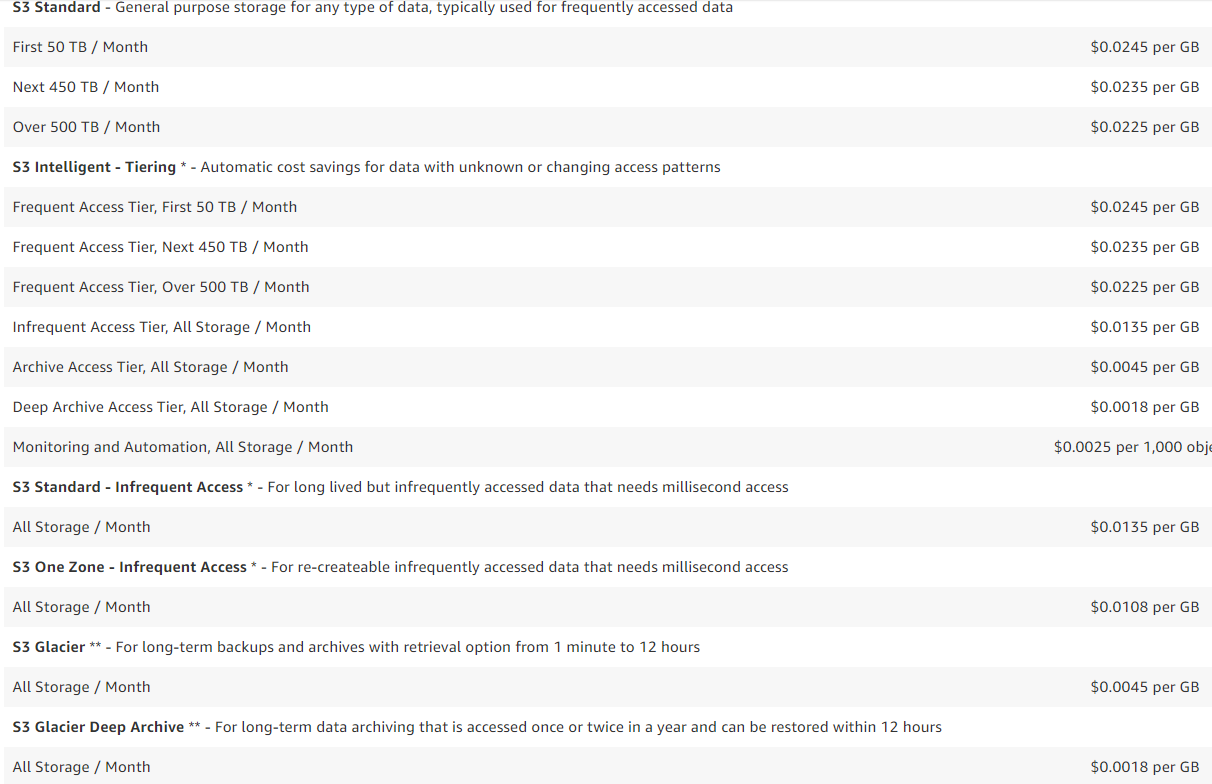 S3 Standard - General purpose storage for any type of data, typically used for frequently accessed data
First 50 TB / Month $0.0245 per GB
Next 450 TB / Month $0.0235 per GB
Over 500 TB / Month $0.0225 per GB
S3 Intelligent - Tiering * - Automatic cost savings for data with unknown or changing access patterns
Frequent Access Tier, First 50 TB / Month $0.0245 per GB
Frequent Access Tier, Next 450 TB / Month $0.0235 per GB
Frequent Access Tier, Over 500 TB / Month $0.0225 per GB
Infrequent Access Tier, All Storage / Month $0.0135 per GB
Archive Access Tier, All Storage / Month $0.0045 per GB
Deep Archive Access Tier, All Storage / Month $0.0018 per GB
Monitoring and Automation, All Storage / Month $0.0025 per 1,000 obje
S3 Standard - Infrequent Access * - For long lived but infrequently accessed data that needs millisecond access
All Storage / Month $0.0135 per GB
S3 One Zone - Infrequent Access * - For re-createable infrequently accessed data that needs millisecond access
All Storage / Month $0.0108 per GB
S3 Glacier ** - For long-term backups and archives with retrieval option from 1 minute to 12 hours
All Storage / Month $0.0045 per GB
S3 Glacier Deep Archive ** - For long-term data archiving that is accessed once or twice in a year and can be restored within 12 hours
All Storage / Month $0.0018 per GB